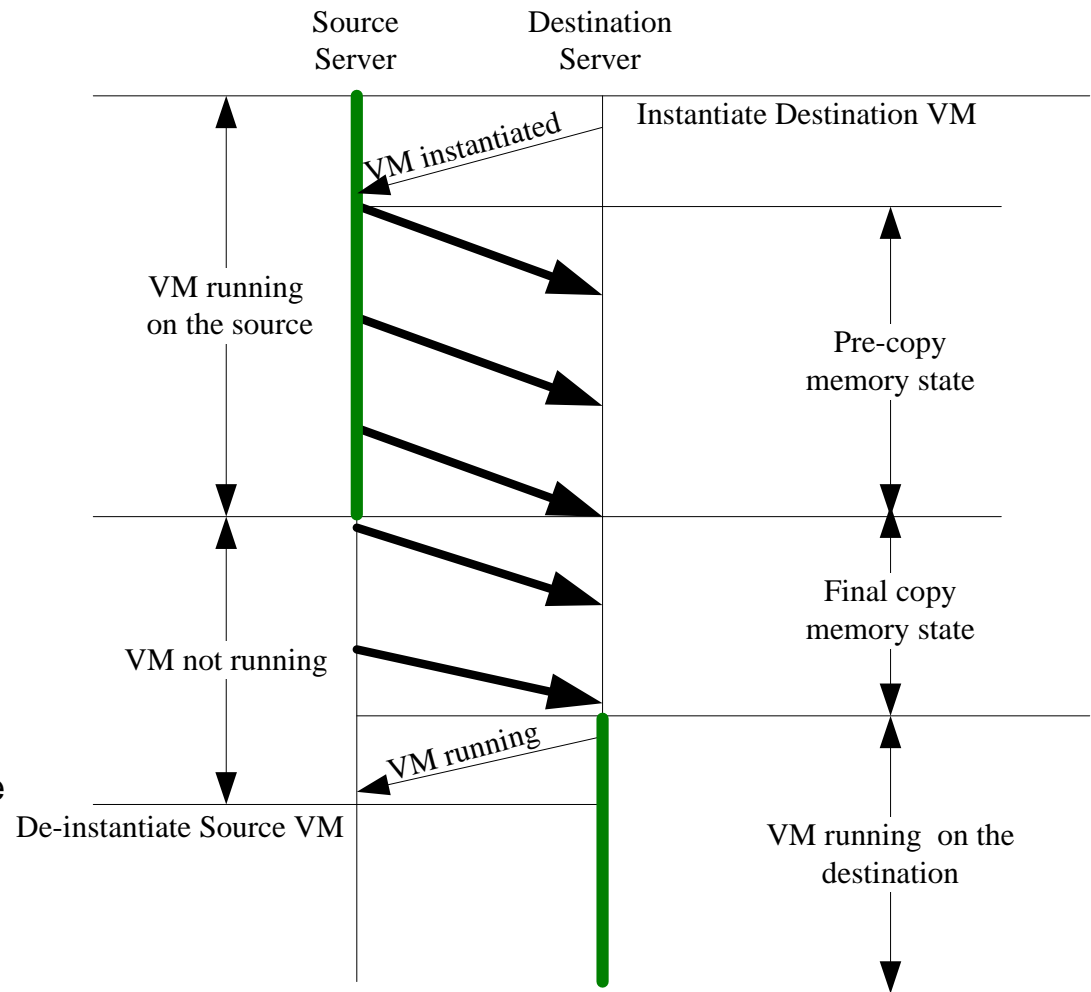 Source
Server
Destination
Server
Instantiate Destination VM
VM instantiated
VM running
on the source
Pre-copy
memory state
Final copy
memory state
VM not running
VM running
e
De-instantiate Source VM
VM running on the
destination